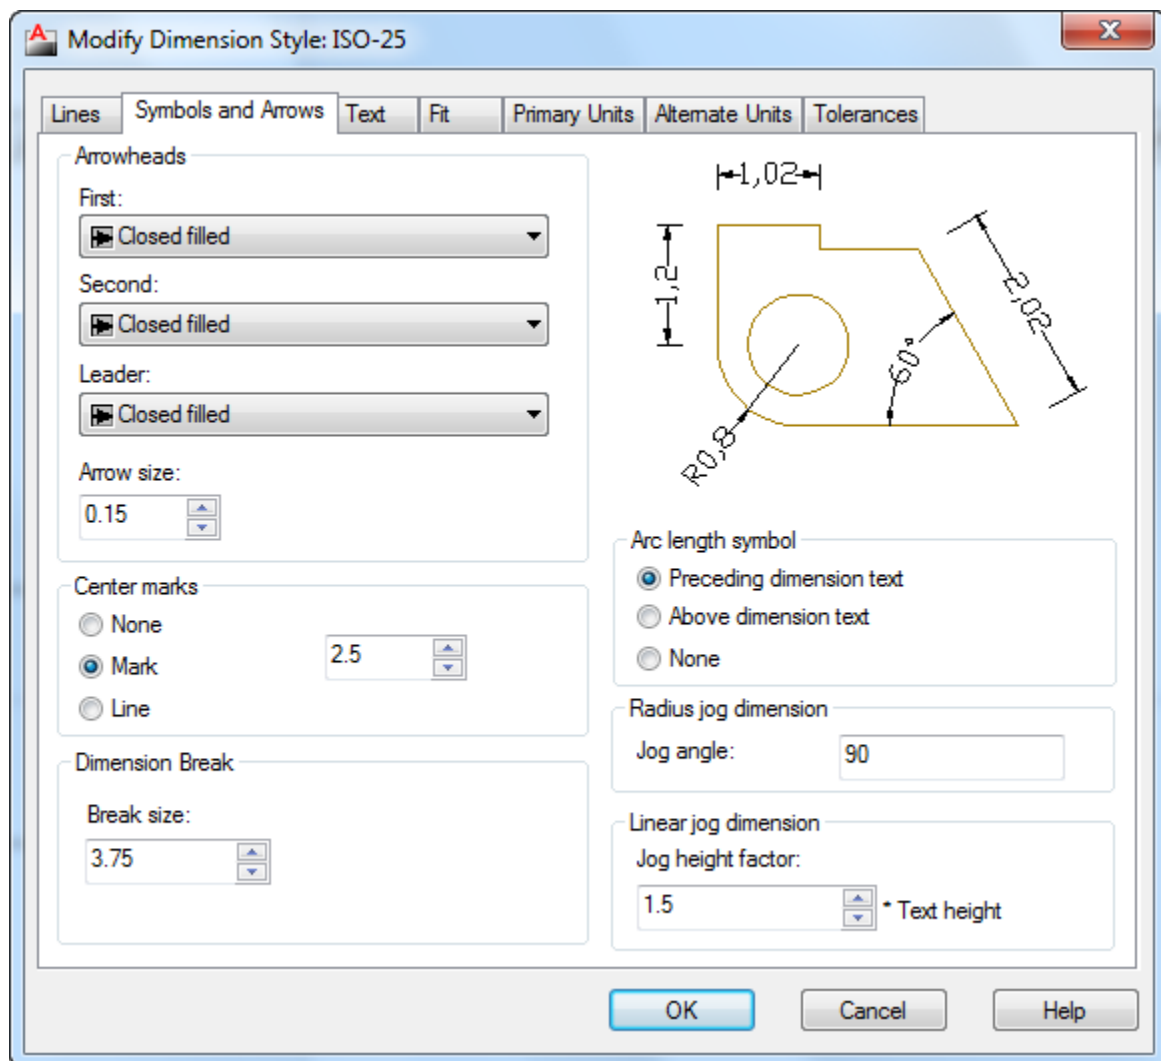 Modify Dimension Style: ISO-25
Lines
Symbols and Arrows
Text
Fit
Primary Units
Alternate Units
Tolerances
Arrowheads
First:
Closed filled
Second:
Closed filled
Leader:
Closed filled
Arrow size:
0.15
Center marks
None
Mark
Line
2.5
Dimension Break
Break size:
3.75
1,02
1,2
2,02
60°
R0,8
Arc length symbol
Preceding dimension text
Above dimension text
None
Radius jog dimension
Jog angle:
90
Linear jog dimension
Jog height factor:
1.5
* Text height
OK
Cancel
Help